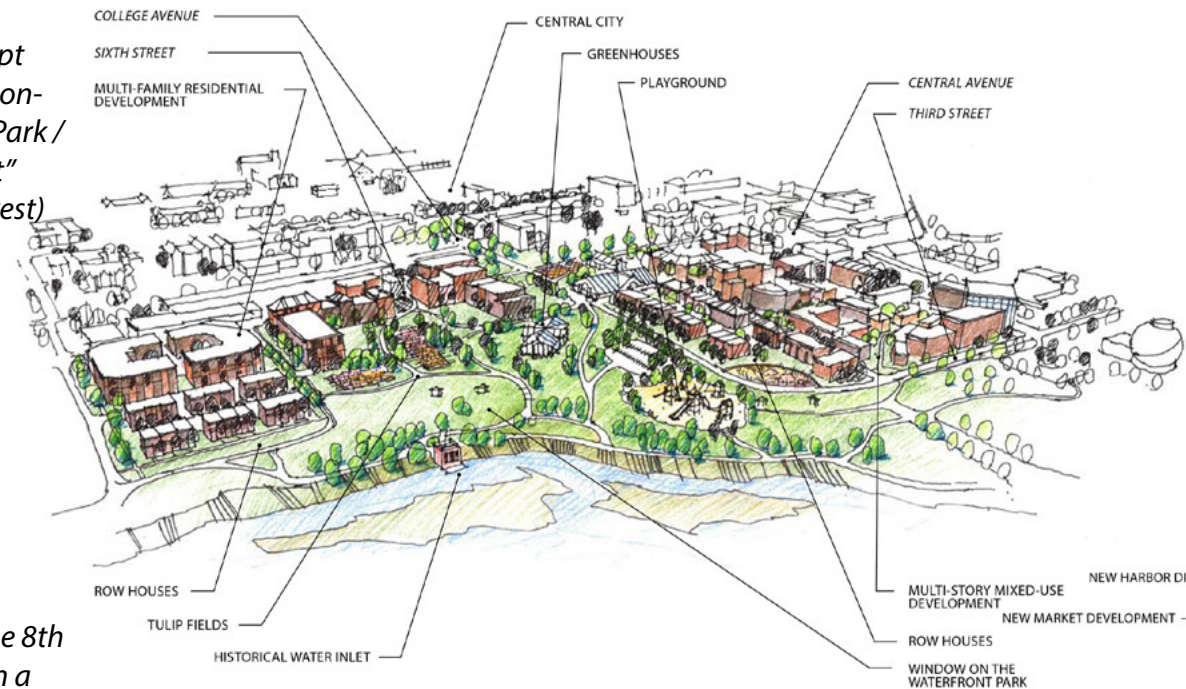 pt
on-
Park /
t"
est)
COLLEGE AVENUE
SIXTH STREET
MULTI-FAMILY RESIDENTIAL
DEVELOPMENT
CENTRAL CITY
GREENHOUSES
PLAYGROUND
CENTRAL AVENUE
THIRD STREET
ROW HOUSES
TULIP FIELDS
HISTORICAL WATER INLET
MULTI-STORY MIXED-USE
DEVELOPMENT
NEW HARBOR DI
NEW MARKET DEVELOPMENT
ROW HOUSES
WINDOW ON THE
WATERFRONT PARK
e 8th
n a